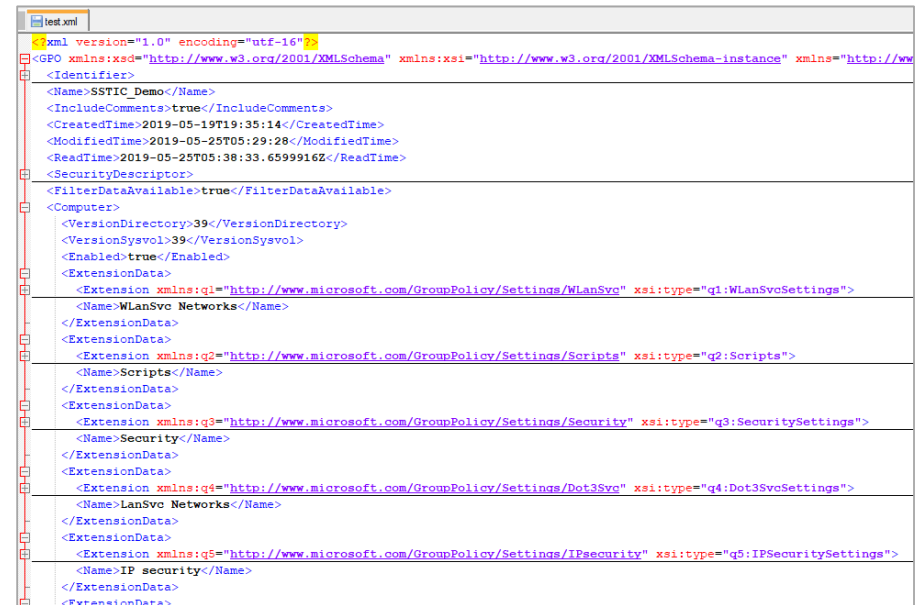 test.xml
<?xml version="1.0" encoding="utf-16"?>
<GPO xmlns:xsd="http://www.w3.org/2001/XMLSchema" xmlns:xsi="http://www.w3.org/2001/XMLSchema-instance" xmlns="http://ww
<Identifier>
<Name>SSTIC_Demo</Name>
<IncludeComments>true</IncludeComments>
<CreatedTime>2019-05-19T19:35:14</CreatedTime>
<ModifiedTime>2019-05-25T05:29:28</ModifiedTime>
<ReadTime>2019-05-25T05:38:33.6599916Z</ReadTime>
<SecurityDescriptor>
<FilterDataAvailable>true</FilterDataAvailable>
<Computer>
<VersionDirectory>39</VersionDirectory>
<VersionSysvol>39</VersionSysvol>
<Enabled>true</Enabled>
<ExtensionData>
<Extension xmlns:q1="http://www.microsoft.com/GroupPolicy/Settings/WLanSvc" xsi:type="q1:WLanSvcSettings">
<Name>WLanSvc Networks</Name>
</ExtensionData>
<ExtensionData>
<Extension xmlns:q2="http://www.microsoft.com/GroupPolicy/Settings/Scripts" xsi:type="q2:Scripts">
<Name>Scripts</Name>
</ExtensionData>
<ExtensionData>
<Extension xmlns:q3="http://www.microsoft.com/GroupPolicy/Settings/Security" xsi:type="q3:SecuritySettings">
<Name>Security</Name>
</ExtensionData>
<ExtensionData>
<Extension xmlns:q4="http://www.microsoft.com/GroupPolicy/Settings/Dot3Svc" xsi:type="q4:Dot3SvcSettings">
<Name>LanSvc Networks</Name>
</ExtensionData>
<ExtensionData>
<Extension xmlns:q5="http://www.microsoft.com/GroupPolicy/Settings/IPsecurity" xsi:type="q5:IPSecuritySettings">
<Name>IP security</Name>
</ExtensionData>
<ExtensionData>